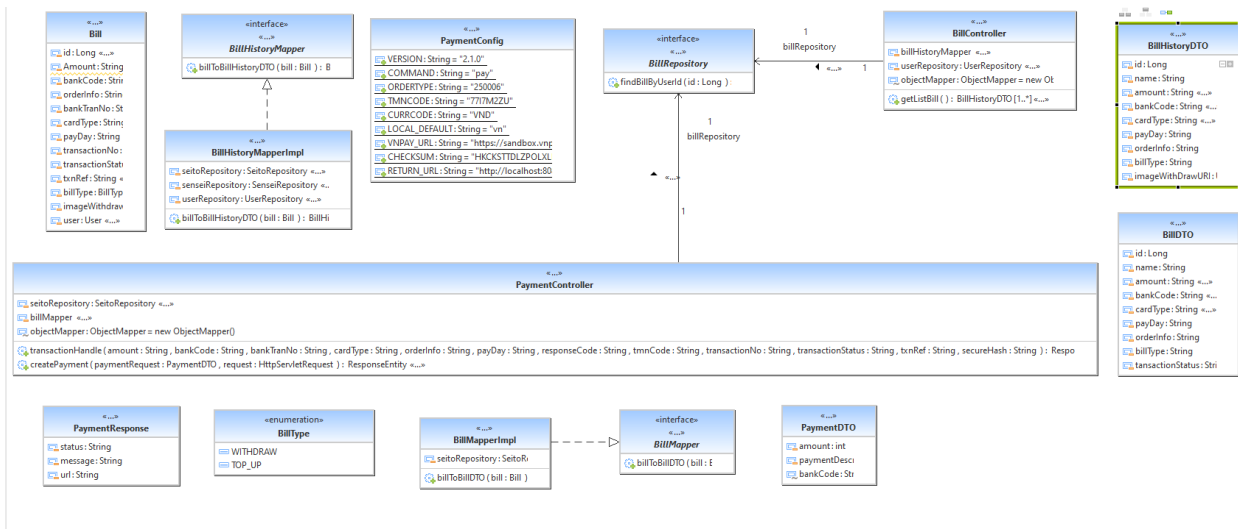 «...»
Bill
id : Long «...»
Amount : String
bankCode : String
orderInfo : Strin
bankTranNo : St
cardType : String
payDay : String
transactionNo :
transactionStatu
txnRef : String «
billType : BillTyp
imageWithdraw
user : User «...»
«interface»
«...»
BillHistoryMapper
billToBillHistoryDTO ( bill : Bill ) : B
«...»
BillHistoryMapperImpl
seitoRepository : SeitoRepository «...»
senseiRepository : SenseiRepository «..
userRepository : UserRepository «...»
billToBillHistoryDTO ( bill : Bill ) : BillHi
«...»
PaymentConfig
VERSION : String = "2.1.0"
COMMAND : String = "pay"
ORDERTYPE : String = "250006"
TMNCODE : String = "77I7M2ZU"
CURRCODE : String = "VND"
LOCAL_DEFAULT : String = "vn"
VNPAY_URL : String = "https://sandbox.vnp
CHECKSUM : String = "HKCKSTTDLZPOLXL
RETURN_URL : String = "http://localhost:80
«interface»
«...»
BillRepository
findBillByUserId ( id : Long ) :
1
billRepository
«...»
1
«...»
BillController
billHistoryMapper «...»
userRepository : UserRepository «...»
objectMapper : ObjectMapper = new Ob
getListBill ( ) : BillHistoryDTO [1..*] «...»
1
billRepository
«...»
1
«...»
BillHistoryDTO
id : Long
name : String
amount : String «...»
bankCode : String «...
cardType : String «...»
payDay : String
orderInfo : String
billType : String
imageWithDrawURI : U
«...»
BillDTO
id : Long
name : String
amount : String «...»
bankCode : String «...
cardType : String «...»
payDay : String
orderInfo : String
billType : String
tansactionStatus : Stri
«...»
PaymentController
seitoRepository : SeitoRepository «...»
billMapper «...»
objectMapper : ObjectMapper = new ObjectMapper()
transactionHandle ( amount : String , bankCode : String , bankTranNo : String , cardType : String , orderInfo : String , payDay : String , responseCode : String , tmnCode : String , transactionNo : String , transactionStatus : String , txnRef : String , secureHash : String ) : Respo
createPayment ( paymentRequest : PaymentDTO , request : HttpServletRequest ) : ResponseEntity «...»
«...»
PaymentResponse
status : String
message : String
url : String
«enumeration»
BillType
WITHDRAW
TOP_UP
«...»
BillMapperImpl
seitoRepository : SeitoRe
billToBillDTO ( bill : Bill )
«interface»
«...»
BillMapper
billToBillDTO ( bill : B
«...»
PaymentDTO
amount : int
paymentDescr
bankCode : Str